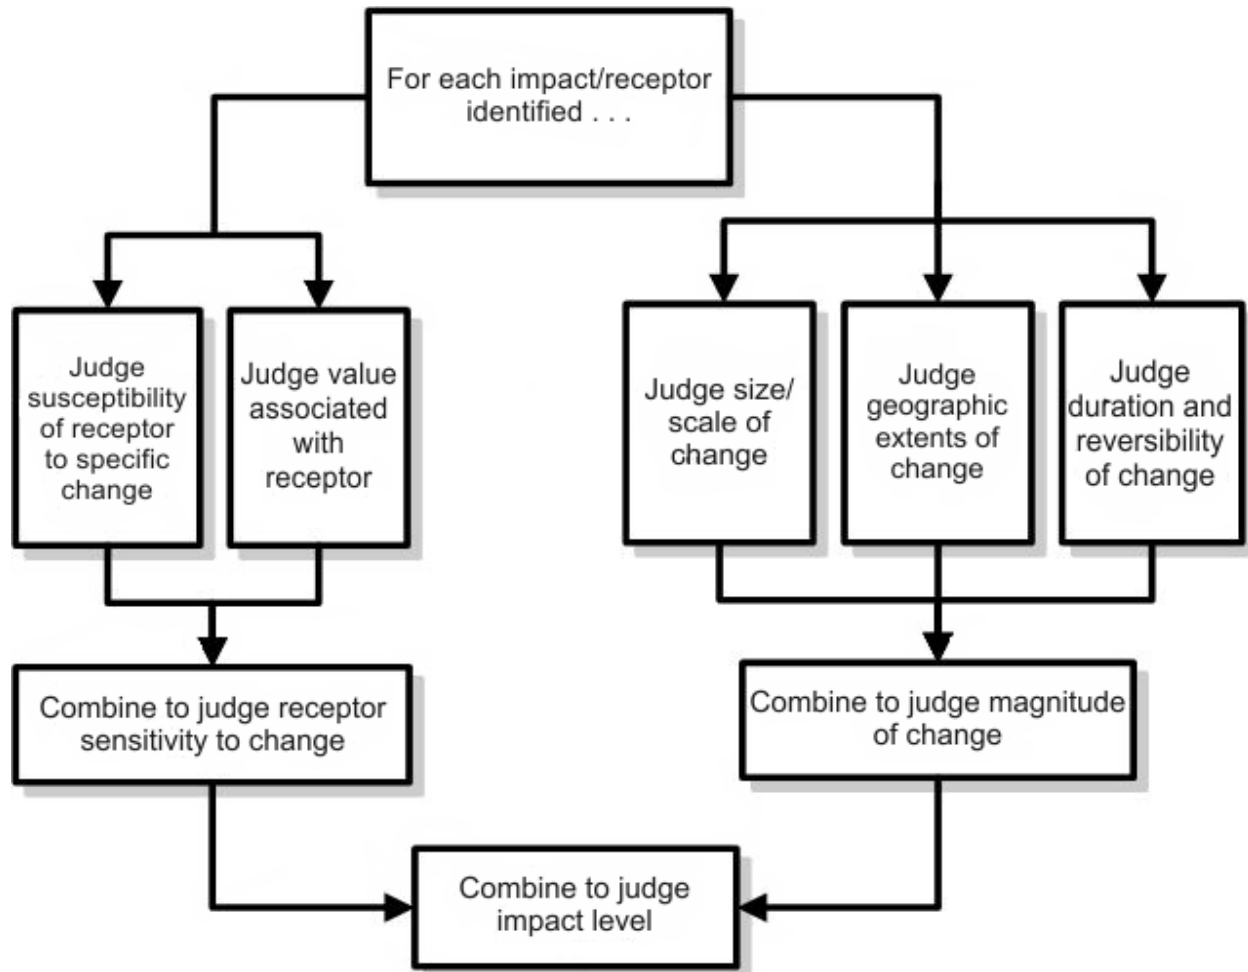 For each impact/receptor
identified . . .
Judge
susceptibility
of receptor
to specific
change
Judge value
associated
with
receptor
Judge size/
scale of
change
Judge
geographic
extents of
change
Judge
duration and
reversibility
of change
Combine to judge receptor
sensitivity to change
Combine to judge magnitude
of change
Combine to judge
impact level